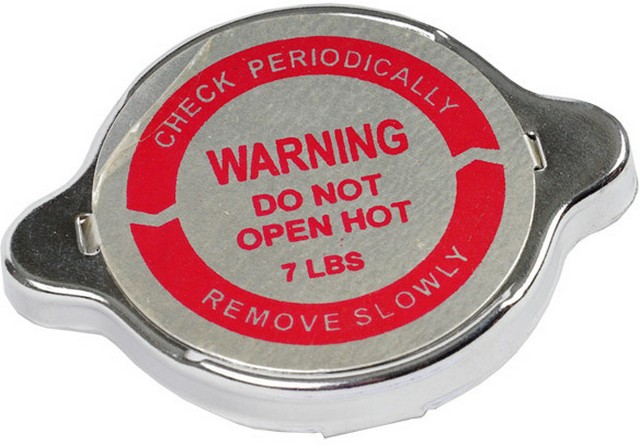 CHECK PERIODICALLY
WARNING
DO NOT
OPEN HOT
7 LBS
REMOVE SLOWLY